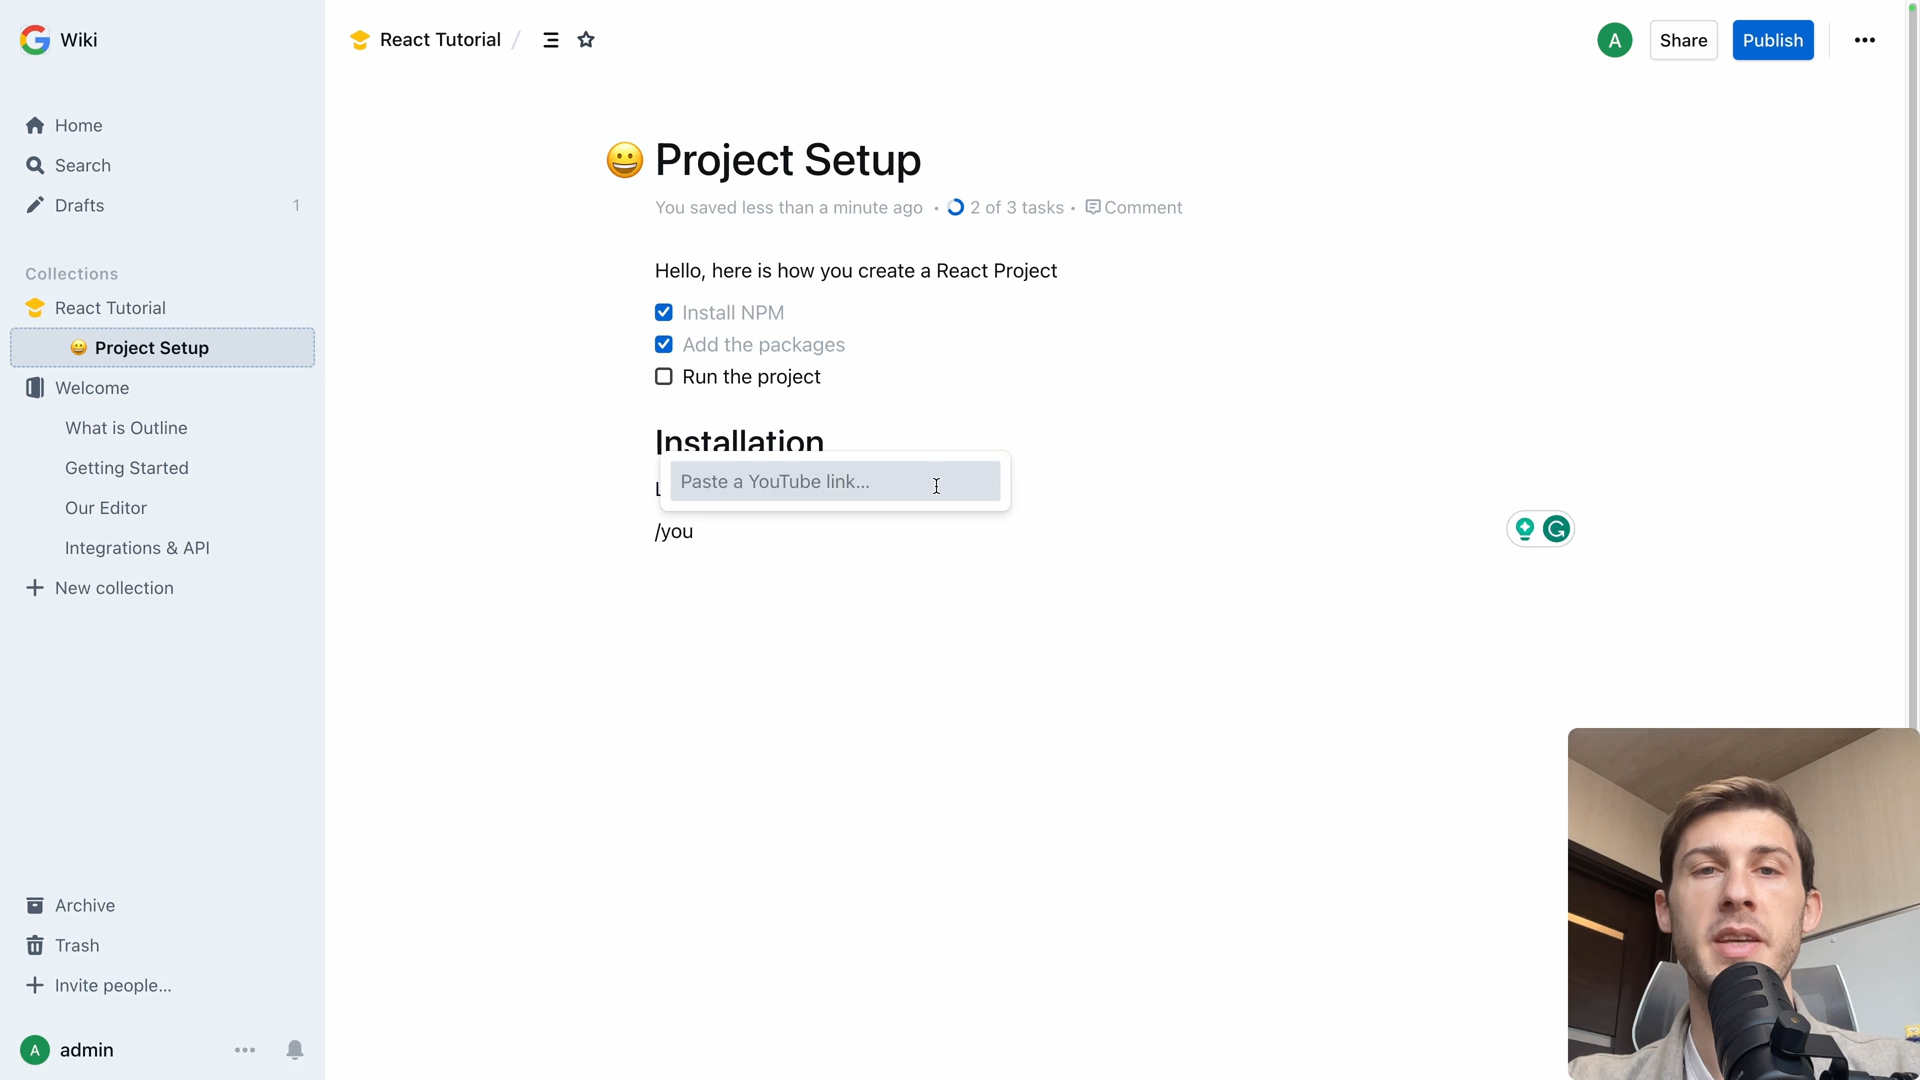 Wiki
React Tutorial /
A
Share
Publish
Home
Search
Drafts 1
Collections
React Tutorial
Project Setup
Welcome
What is Outline
Getting Started
Our Editor
Integrations & API
New collection
Archive
Trash
Invite people...
A admin
Project Setup
You saved less than a minute ago • 2 of 3 tasks • Comment
Hello, here is how you create a React Project
Install NPM
Add the packages
Run the project
Installation
Paste a YouTube link...
/you